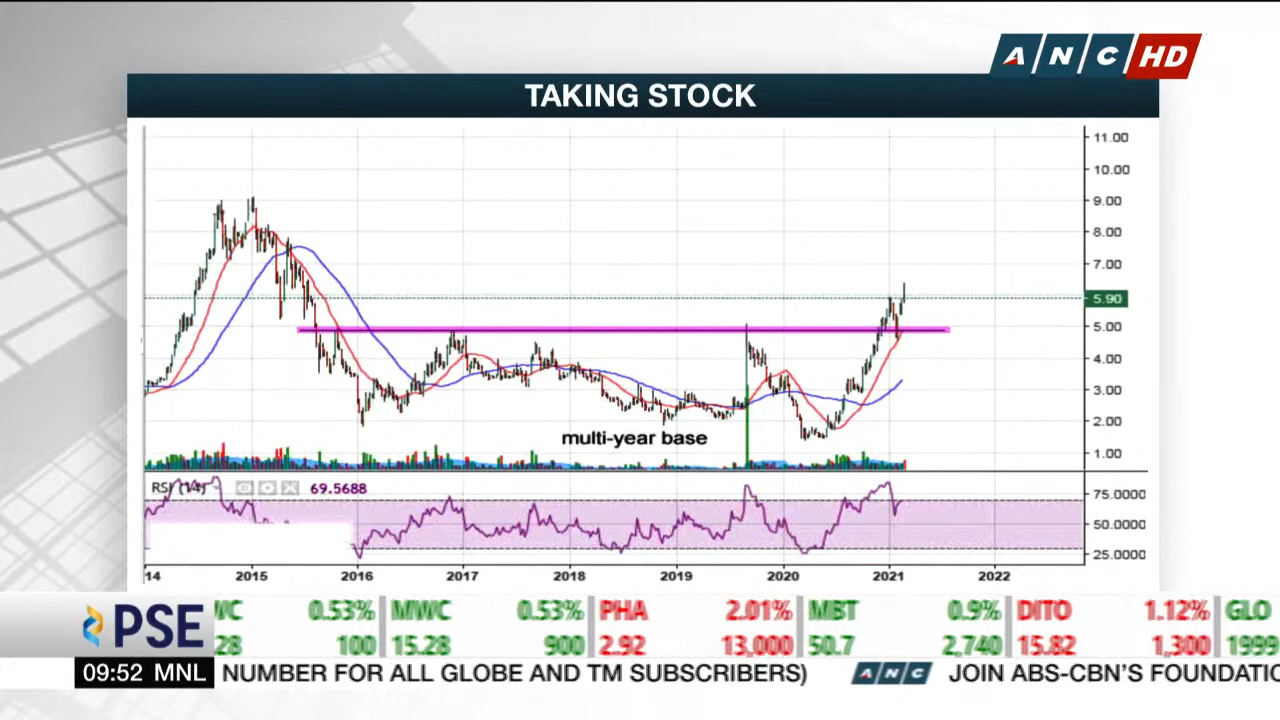 ANC HD
TAKING STOCK
11.00
10.00
9.00
8.00
7.00
5.90
5.00
4.00
3.00
2.00
1.00
multi-year base
RSI (14) 69.5688
75.0000
50.0000
25.0000
14 2015 2016 2017 2018 2019 2020 2021 2022
PSE
WC 0.53% MWC 0.53% PHA 2.01% MBT 0.9% DITO 1.12% GLO
.28 100 15.28 900 2.92 13,000 50.7 2,740 15.82 1,300 1999
09:52 MNL NUMBER FOR ALL GLOBE AND TM SUBSCRIBERS) ANC JOIN ABS-CBN'S FOUNDATIO